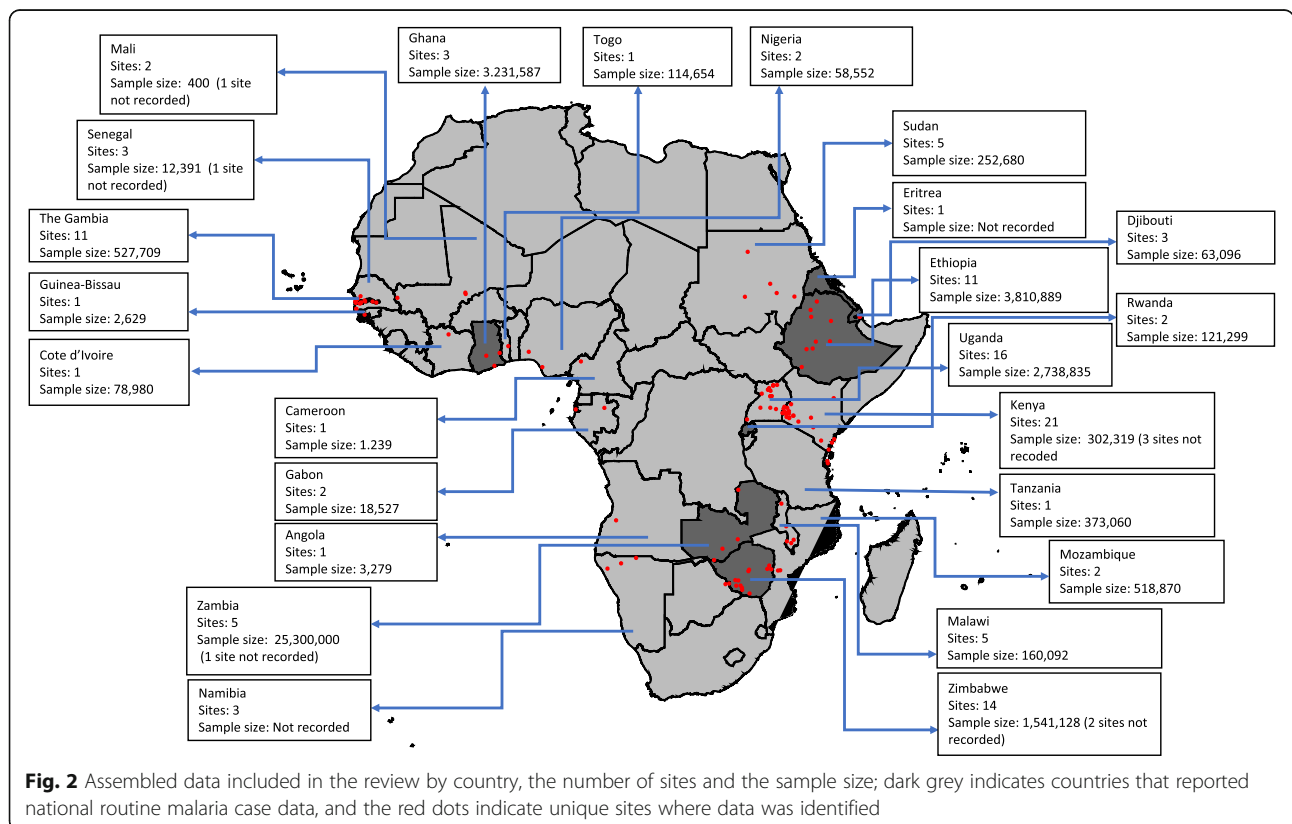 Mali
Sites: 2
Sample size:  400  (1 site
not recorded)
Ghana
Sites: 3
Sample size: 3.231,587
Togo
Sites: 1
Sample size: 114,654
Nigeria
Sites: 2
Sample size: 58,552
Senegal
Sites: 3
Sample size: 12,391  (1 site
not recorded)
Sudan
Sites: 5
Sample size: 252,680
Eritrea
Sites: 1
Sample size: Not recorded
The Gambia
Sites: 11
Sample size: 527,709
Djibouti
Sites: 3
Sample size: 63,096
Ethiopia
Sites: 11
Sample size: 3,810,889
Guinea-Bissau
Sites: 1
Sample size: 2,629
Rwanda
Sites: 2
Sample size: 121,299
Uganda
Sites: 16
Sample size: 2,738,835
Cote d'Ivoire
Sites: 1
Sample size: 78,980
Cameroon
Sites: 1
Sample size: 1.239
Kenya
Sites: 21
Sample size:  302,319 (3 sites not
recoded)
Gabon
Sites: 2
Sample size: 18,527
Tanzania
Sites: 1
Sample size: 373,060
Angola
Sites: 1
Sample size: 3,279
Mozambique
Sites: 2
Sample size: 518,870
Zambia
Sites: 5
Sample size:  25,300,000
(1 site not recorded)
Malawi
Sites: 5
Sample size: 160,092
Namibia
Sites: 3
Sample size: Not recorded
Zimbabwe
Sites: 14
Sample size: 1,541,128 (2 sites not
recorded)
Fig. 2 Assembled data included in the review by country, the number of sites and the sample size; dark grey indicates countries that reported
national routine malaria case data, and the red dots indicate unique sites where data was identified